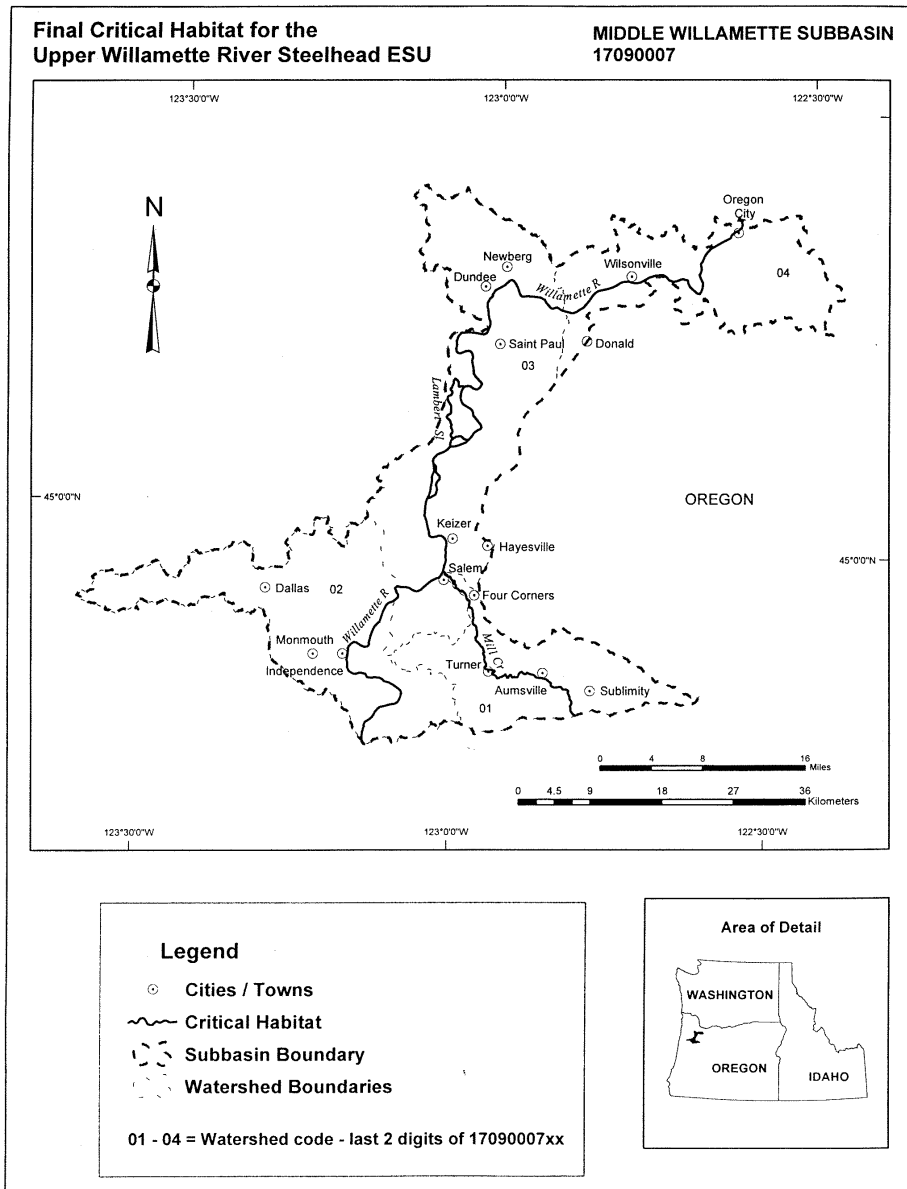 Final Critical Habitat for the
Upper Willamette River Steelhead ESU
MIDDLE WILLAMETTE SUBBASIN
17090007
123°30'0"W
123°0'0"W
122°30'0"W
N
Oregon
City
04
Newberg
Wilsonville
Dundee
Willamette R
Saint Paul
Donald
03
Lambert Sl
45°0'0"N
OREGON
Keizer
Hayesville
45°0'0"N
Salem
Dallas
02
Four Corners
Willamette R
Monmouth
Mill Cr
Independence
Turner
Aumsville
Sublimity
01
0 4 8 16
Miles
0 4.5 9 18 27 36
Kilometers
123°30'0"W
123°0'0"W
122°30'0"W
Legend
Cities / Towns
Critical Habitat
Subbasin Boundary
Watershed Boundaries
01 - 04 = Watershed code - last 2 digits of 17090007xx
Area of Detail
WASHINGTON
OREGON
IDAHO